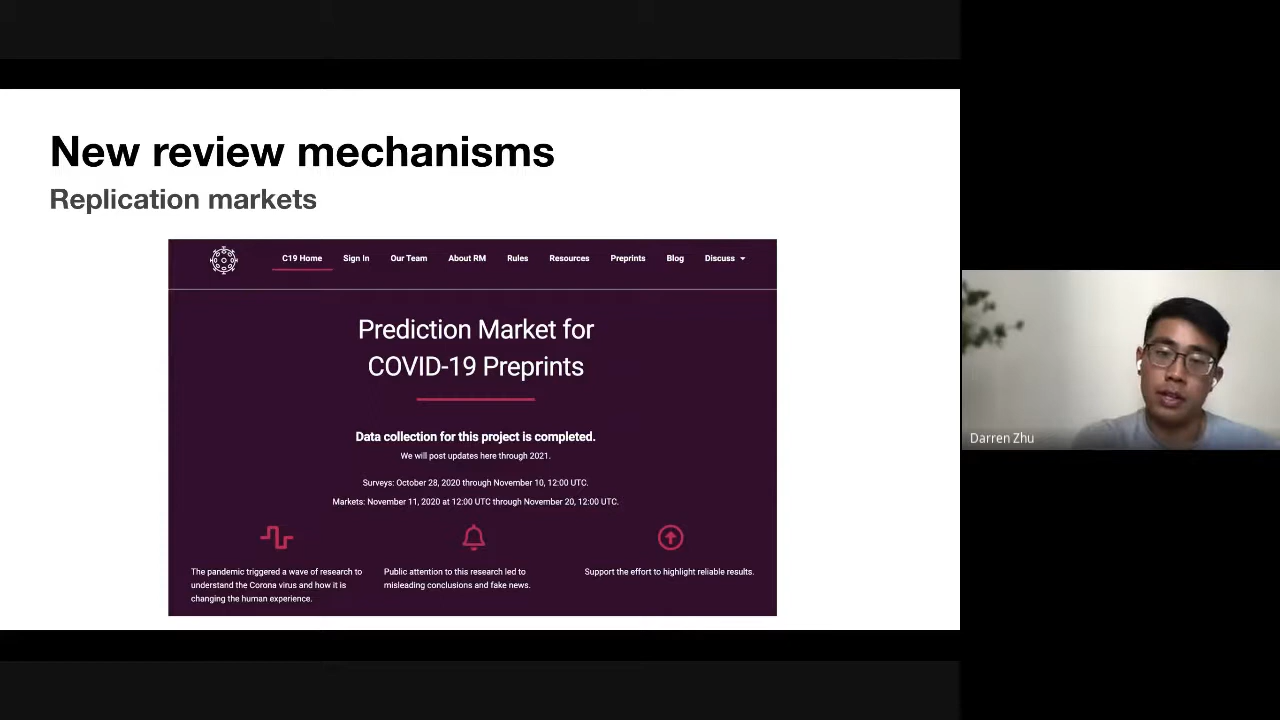 New review mechanisms
Replication markets
C19 Home Sign In Our Team About RM Rules Resources Preprints Blog Discuss
Prediction Market for
COVID-19 Preprints
Data collection for this project is completed.
We will post updates here through 2021.
Surveys: October 28, 2020 through November 10, 12:00 UTC.
Markets: November 11, 2020 at 12:00 UTC through November 20, 12:00 UTC.
The pandemic triggered a wave of research to
understand the Corona virus and how it is
changing the human experience.
Public attention to this research led to
misleading conclusions and fake news.
Support the effort to highlight reliable results.
Darren Zhu